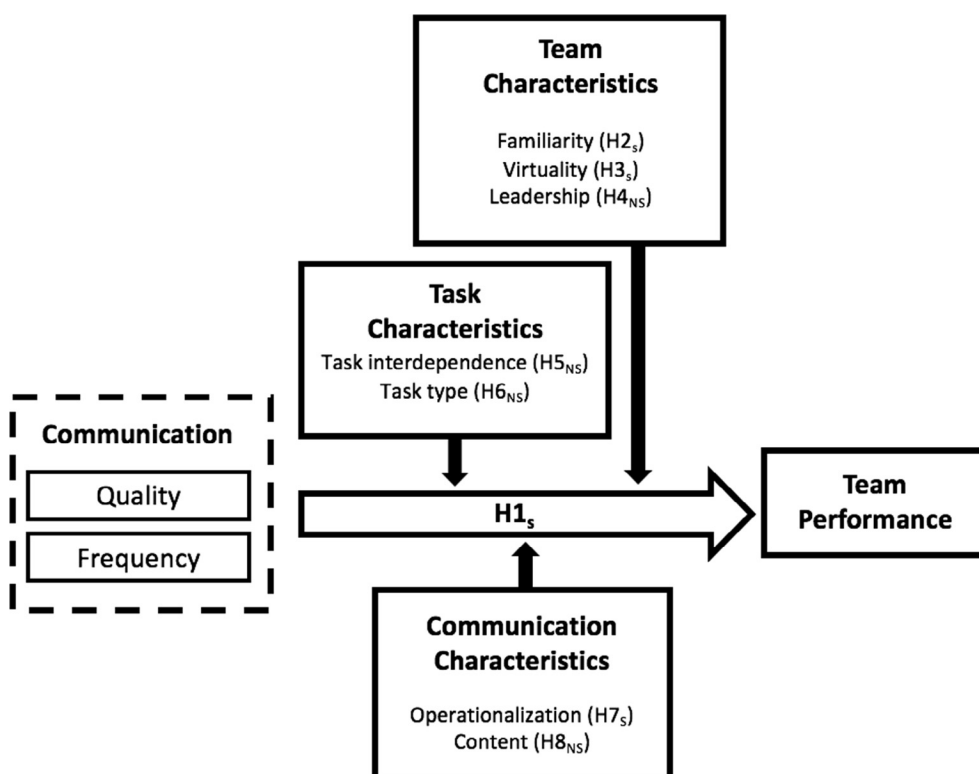 Team
Characteristics
Familiarity (H2s)
Virtuality (H3s)
Leadership (H4NS)
Task
Characteristics
Task interdependence (H5NS)
Task type (H6NS)
Communication
Quality
Frequency
H1s
Team
Performance
Communication
Characteristics
Operationalization (H7S)
Content (H8NS)